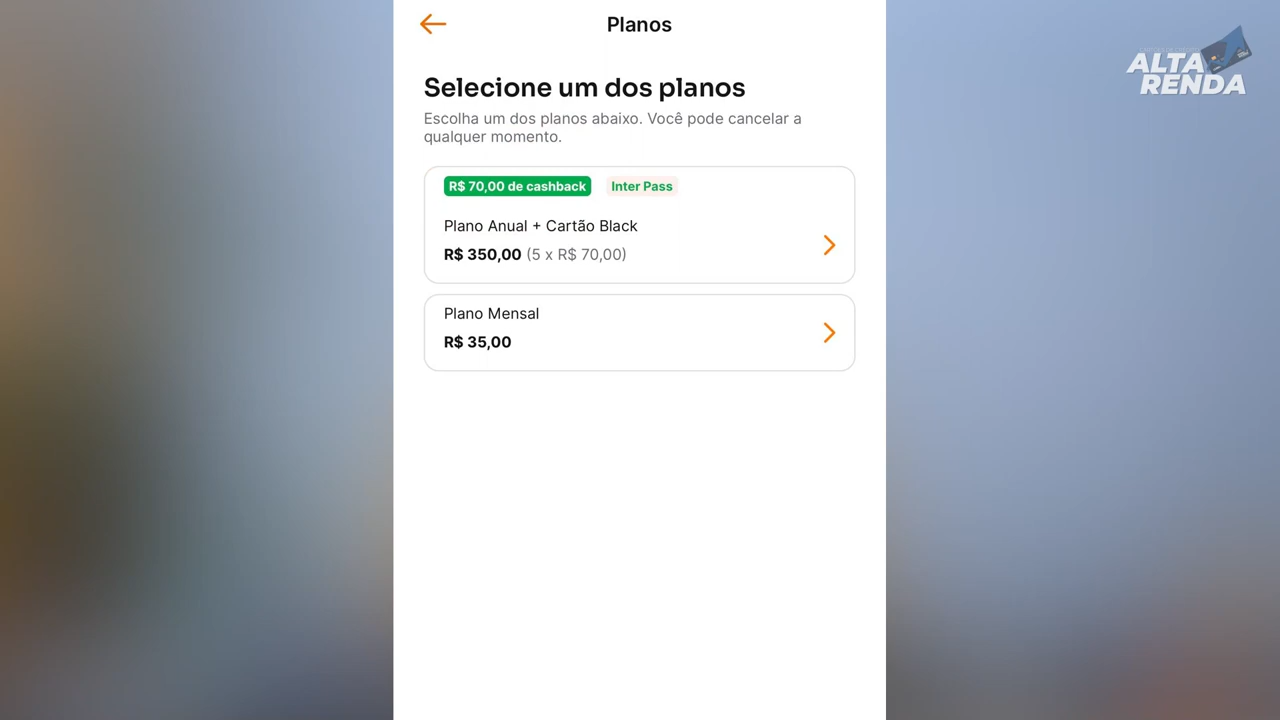 Planos
ALTA
RENDA
Selecione um dos planos
Escolha um dos planos abaixo. Você pode cancelar a
qualquer momento.
R$ 70,00 de cashback Inter Pass
Plano Anual + Cartão Black
R$ 350,00 (5 x R$ 70,00)
Plano Mensal
R$ 35,00